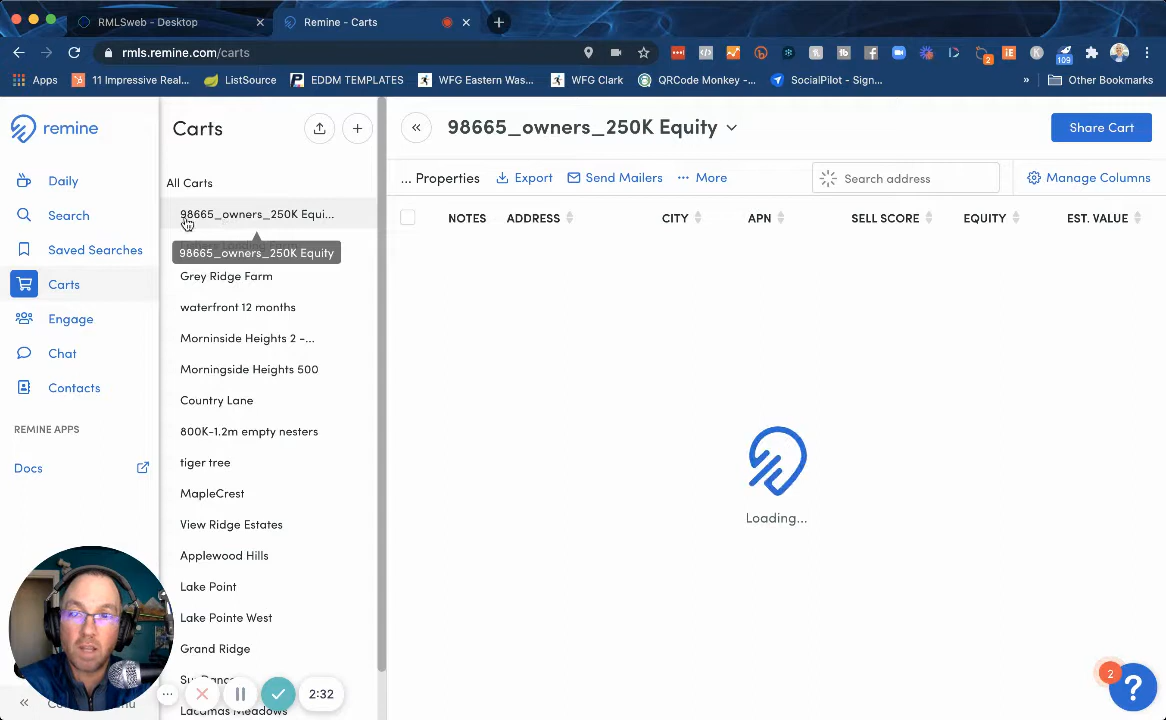 RMLSweb - Desktop
Remine - Carts
rmls.remine.com/carts
Apps
11 Impressive Real...
ListSource
EDDM TEMPLATES
WFG Eastern Was...
WFG Clark
QRCode Monkey -...
SocialPilot - Sign...
»
Other Bookmarks
2
109
remine
Daily
Search
Saved Searches
Carts
Engage
Chat
Contacts
REMINE APPS
Docs
Carts
All Carts
98665_owners_250K Equi...
98665_owners_250K Equity
Grey Ridge Farm
waterfront 12 months
Morninside Heights 2 -...
Morningside Heights 500
Country Lane
800K-1.2m empty nesters
tiger tree
MapleCrest
View Ridge Estates
Applewood Hills
Lake Point
Lake Pointe West
Grand Ridge
Lacamas Meadows
2:32
98665_owners_250K Equity
Share Cart
... Properties
Export
Send Mailers
More
Search address
Manage Columns
NOTES
ADDRESS
CITY
APN
SELL SCORE
EQUITY
EST. VALUE
Loading...
2
?